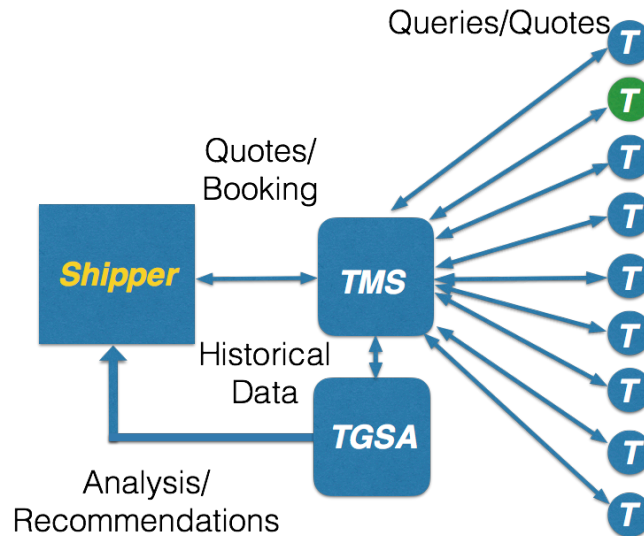 Queries/Quotes
T
T
Quotes/
Booking
T
T
Shipper
TMS
T
T
Historical
Data
T
TGSA
T
Analysis/
Recommendations
T